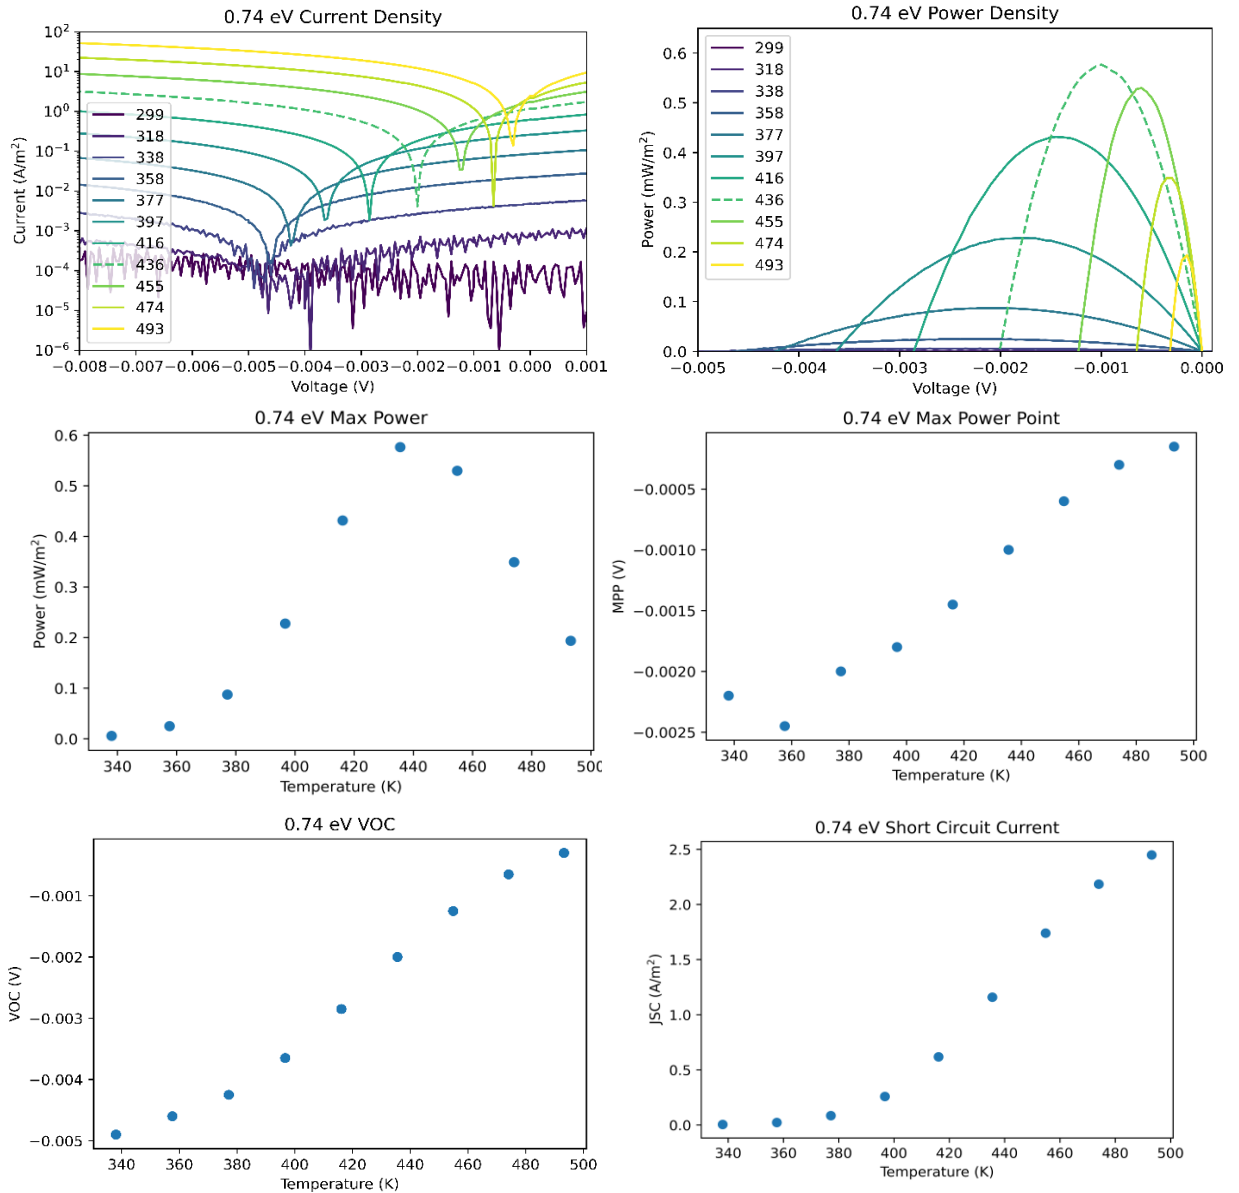 0.74 eV Current Density
10²
10¹
10⁰
10⁻¹
10⁻²
10⁻³
10⁻⁴
10⁻⁵
10⁻⁶
Current (A/m²)
299
318
338
358
377
397
416
436
455
474
493
−0.008 −0.007 −0.006 −0.005 −0.004 −0.003 −0.002 −0.001 0.000 0.001
Voltage (V)
0.74 eV Power Density
0.6
0.5
0.4
0.3
0.2
0.1
0.0
Power (mW/m²)
299
318
338
358
377
397
416
436
455
474
493
−0.005 −0.004 −0.003 −0.002 −0.001 0.000
Voltage (V)
0.74 eV Max Power
0.6
0.5
0.4
0.3
0.2
0.1
0.0
Power (mW/m²)
340 360 380 400 420 440 460 480 500
Temperature (K)
0.74 eV Max Power Point
−0.0005
−0.0010
−0.0015
−0.0020
−0.0025
MPP (V)
340 360 380 400 420 440 460 480 500
Temperature (K)
0.74 eV VOC
−0.001
−0.002
−0.003
−0.004
−0.005
VOC (V)
340 360 380 400 420 440 460 480 500
Temperature (K)
0.74 eV Short Circuit Current
2.5
2.0
1.5
1.0
0.5
0.0
JSC (A/m²)
340 360 380 400 420 440 460 480 500
Temperature (K)